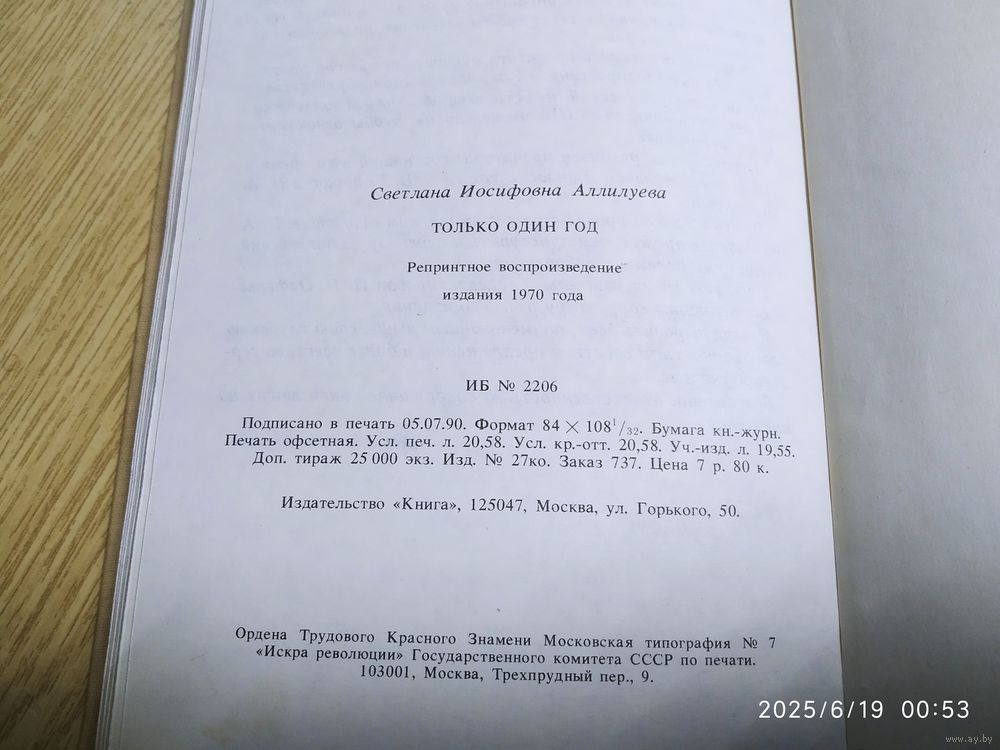 Светлана Иосифовна Аллилуева
ТОЛЬКО ОДИН ГОД
Репринтное воспроизведение
издания 1970 года
ИБ № 2206
Подписано в печать 05.07.90. Формат 84 × 108¹/₃₂. Бумага кн.-журн.
Печать офсетная. Усл. печ. л. 20,58. Усл. кр.-отт. 20,58. Уч.-изд. л. 19,55.
Доп. тираж 25 000 экз. Изд. № 27ко. Заказ 737. Цена 7 р. 80 к.
Издательство «Книга», 125047, Москва, ул. Горького, 50.
Ордена Трудового Красного Знамени Московская типография № 7
«Искра революции» Государственного комитета СССР по печати.
103001, Москва, Трехпрудный пер., 9.
2025/6/19 00:53
www.ay.by